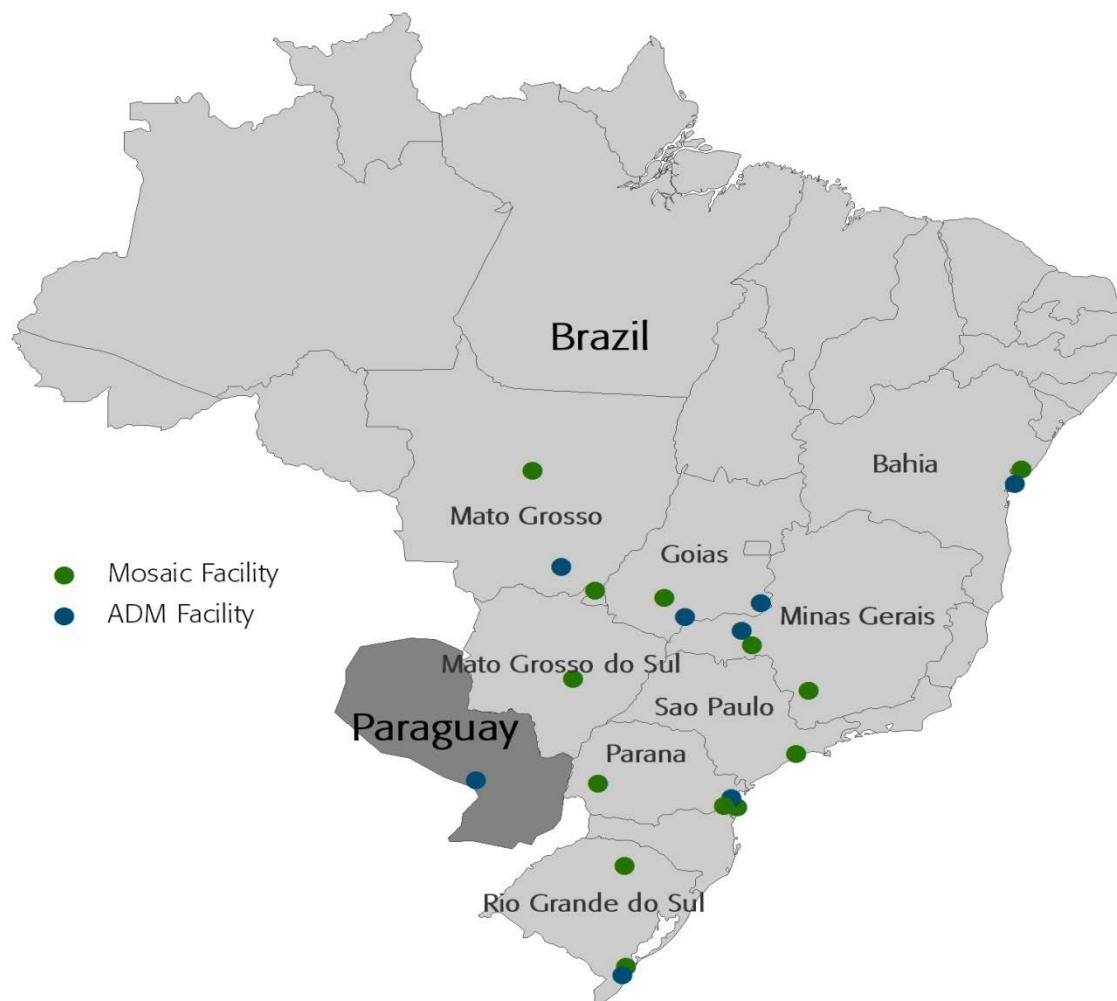 Brazil
Bahia
Mato Grosso
Goias
Mosaic Facility
ADM Facility
Minas Gerais
Mato Grosso do Sul
Sao Paulo
Paraguay
Parana
Rio Grande do Sul